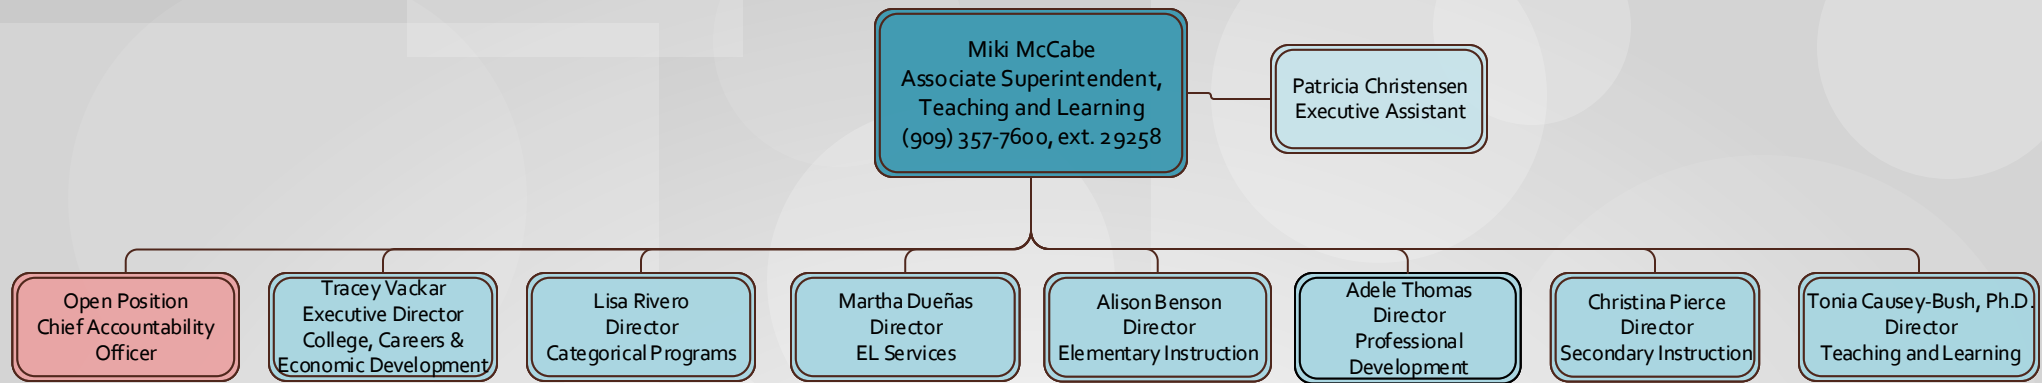 Miki McCabe
Associate Superintendent,
Teaching and Learning
(909) 357-7600, ext. 29258
Patricia Christensen
Executive Assistant
Open Position
Chief Accountability
Officer
Tracey Vackar
Executive Director
College, Careers &
Economic Development
Lisa Rivero
Director
Categorical Programs
Martha Dueñas
Director
EL Services
Alison Benson
Director
Elementary Instruction
Adele Thomas
Director
Professional
Development
Christina Pierce
Director
Secondary Instruction
Tonia Causey-Bush, Ph.D.
Director
Teaching and Learning